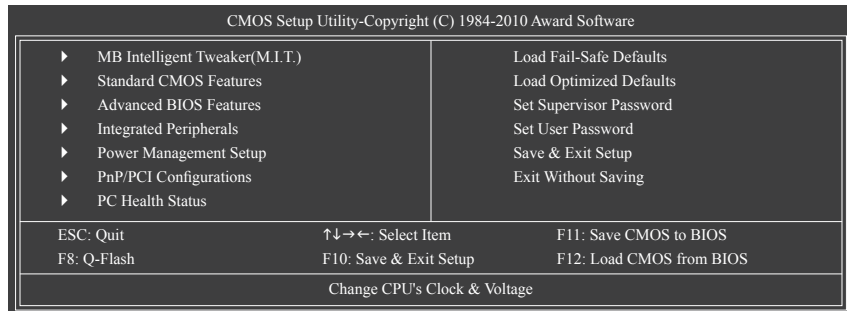 CMOS Setup Utility-Copyright (C) 1984-2010 Award Software
MB Intelligent Tweaker(M.I.T.)
Standard CMOS Features
Advanced BIOS Features
Integrated Peripherals
Power Management Setup
PnP/PCI Configurations
PC Health Status
Load Fail-Safe Defaults
Load Optimized Defaults
Set Supervisor Password
Set User Password
Save & Exit Setup
Exit Without Saving
ESC: Quit
↑↓→←: Select Item
F11: Save CMOS to BIOS
F8: Q-Flash
F10: Save & Exit Setup
F12: Load CMOS from BIOS
Change CPU's Clock & Voltage